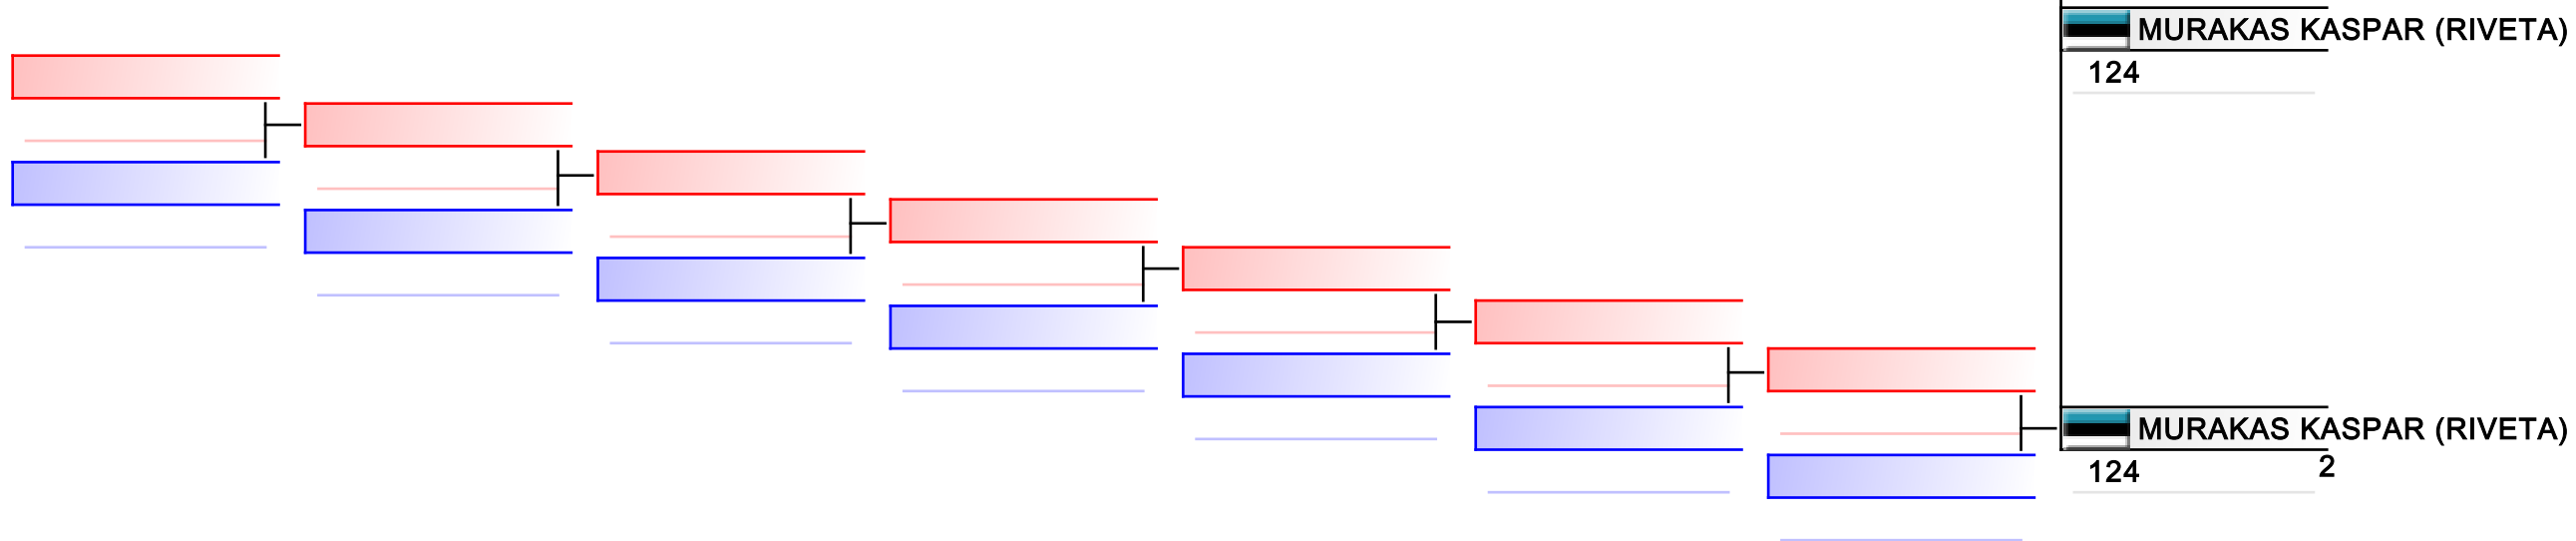 MURAKAS KASPAR (RIVETA)
124
MURAKAS KASPAR (RIVETA)
124 2